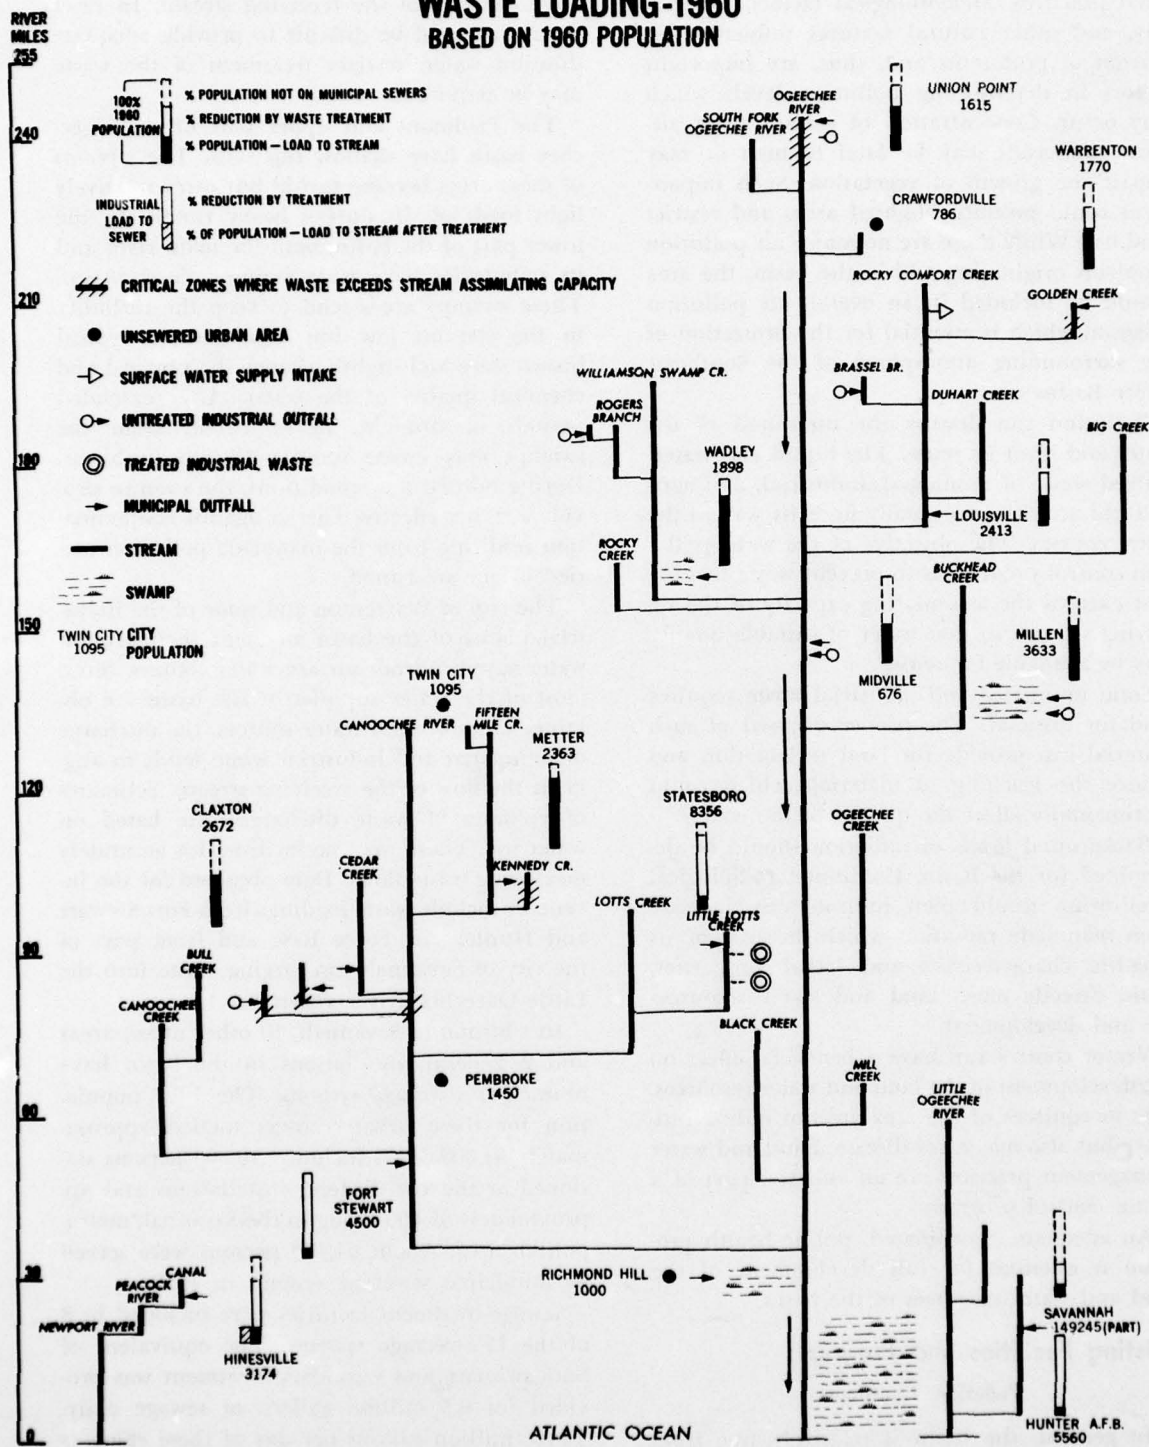 WASTE LOADING-1960
BASED ON 1960 POPULATION
RIVER
MILES
255
240
210
180
150
120
90
60
30
0
100%
1960
POPULATION
% POPULATION NOT ON MUNICIPAL SEWERS
% REDUCTION BY WASTE TREATMENT
% POPULATION – LOAD TO STREAM
INDUSTRIAL
LOAD TO
SEWER
% REDUCTION BY TREATMENT
% OF POPULATION – LOAD TO STREAM AFTER TREATMENT
CRITICAL ZONES WHERE WASTE EXCEEDS STREAM ASSIMILATING CAPACITY
UNSEWERED URBAN AREA
SURFACE WATER SUPPLY INTAKE
UNTREATED INDUSTRIAL OUTFALL
TREATED INDUSTRIAL WASTE
MUNICIPAL OUTFALL
STREAM
SWAMP
TWIN CITY CITY
1095 POPULATION
OGEECHEE
RIVER
SOUTH FORK
OGEECHEE RIVER
UNION POINT
1615
WARRENTON
1770
CRAWFORDVILLE
786
ROCKY COMFORT CREEK
GOLDEN CREEK
WILLIAMSON SWAMP CR.
BRASSEL BR.
DUHART CREEK
ROGERS
BRANCH
BIG CREEK
WADLEY
1898
LOUISVILLE
2413
ROCKY
CREEK
BUCKHEAD
CREEK
MILLEN
3633
MIDVILLE
676
TWIN CITY
1095
CANOOCHEE RIVER
FIFTEEN
MILE CR.
METTER
2363
CLAXTON
2672
STATESBORO
8356
OGEECHEE
CREEK
CEDAR
CREEK
KENNEDY CR.
LOTTS CREEK
LITTLE LOTTS
CREEK
BULL
CREEK
CANOOCHEE
CREEK
BLACK CREEK
MILL
CREEK
PEMBROKE
1450
LITTLE
OGEECHEE
RIVER
FORT
STEWART
4500
RICHMOND HILL
1000
CANAL
PEACOCK
RIVER
NEWPORT RIVER
SAVANNAH
149245 (PART)
HINESVILLE
3174
HUNTER A.F.B.
5560
ATLANTIC OCEAN